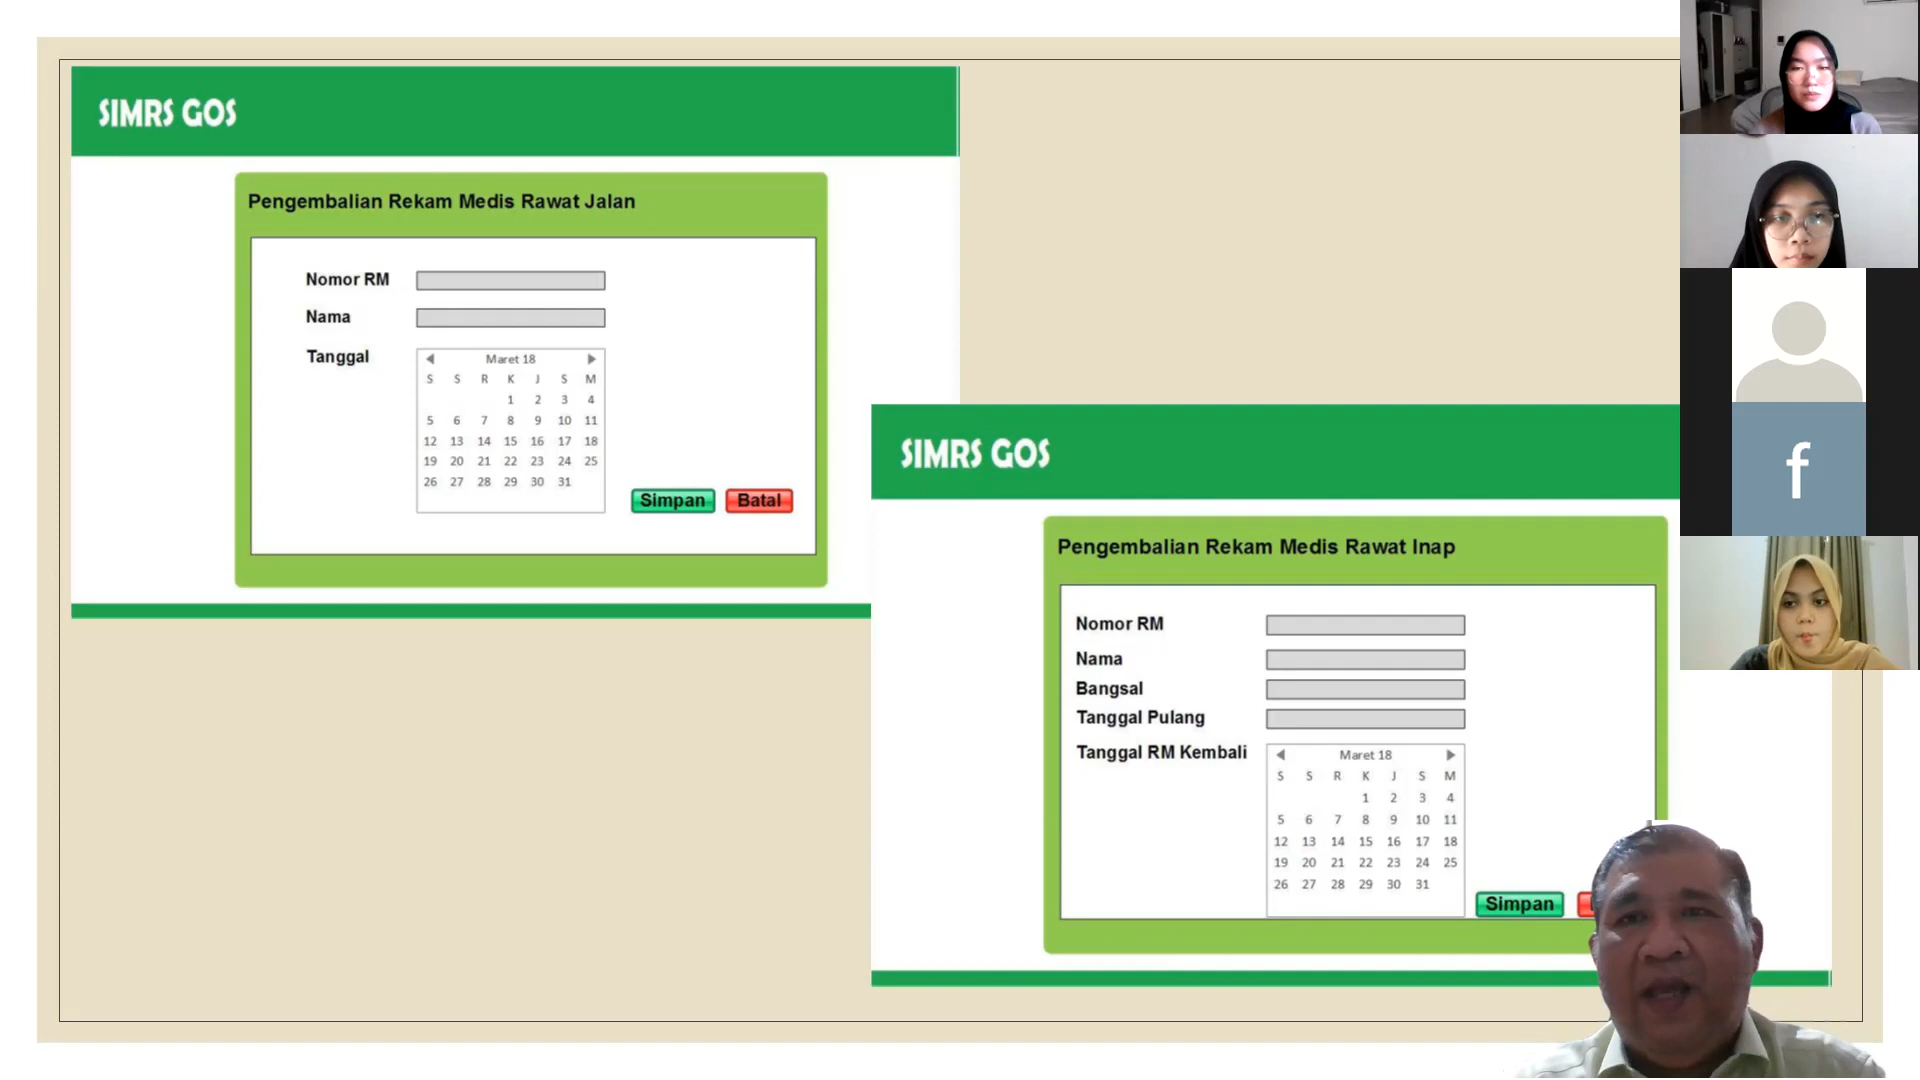 SIMRS GOS
Pengembalian Rekam Medis Rawat Jalan
Nomor RM
Nama
Tanggal
Maret 18
S S R K J S M
1 2 3 4
5 6 7 8 9 10 11
12 13 14 15 16 17 18
19 20 21 22 23 24 25
26 27 28 29 30 31
Simpan Batal
SIMRS GOS
Pengembalian Rekam Medis Rawat Inap
Nomor RM
Nama
Bangsal
Tanggal Pulang
Tanggal RM Kembali
Maret 18
S S R K J S M
1 2 3 4
5 6 7 8 9 10 11
12 13 14 15 16 17 18
19 20 21 22 23 24 25
26 27 28 29 30 31
Simpan
f